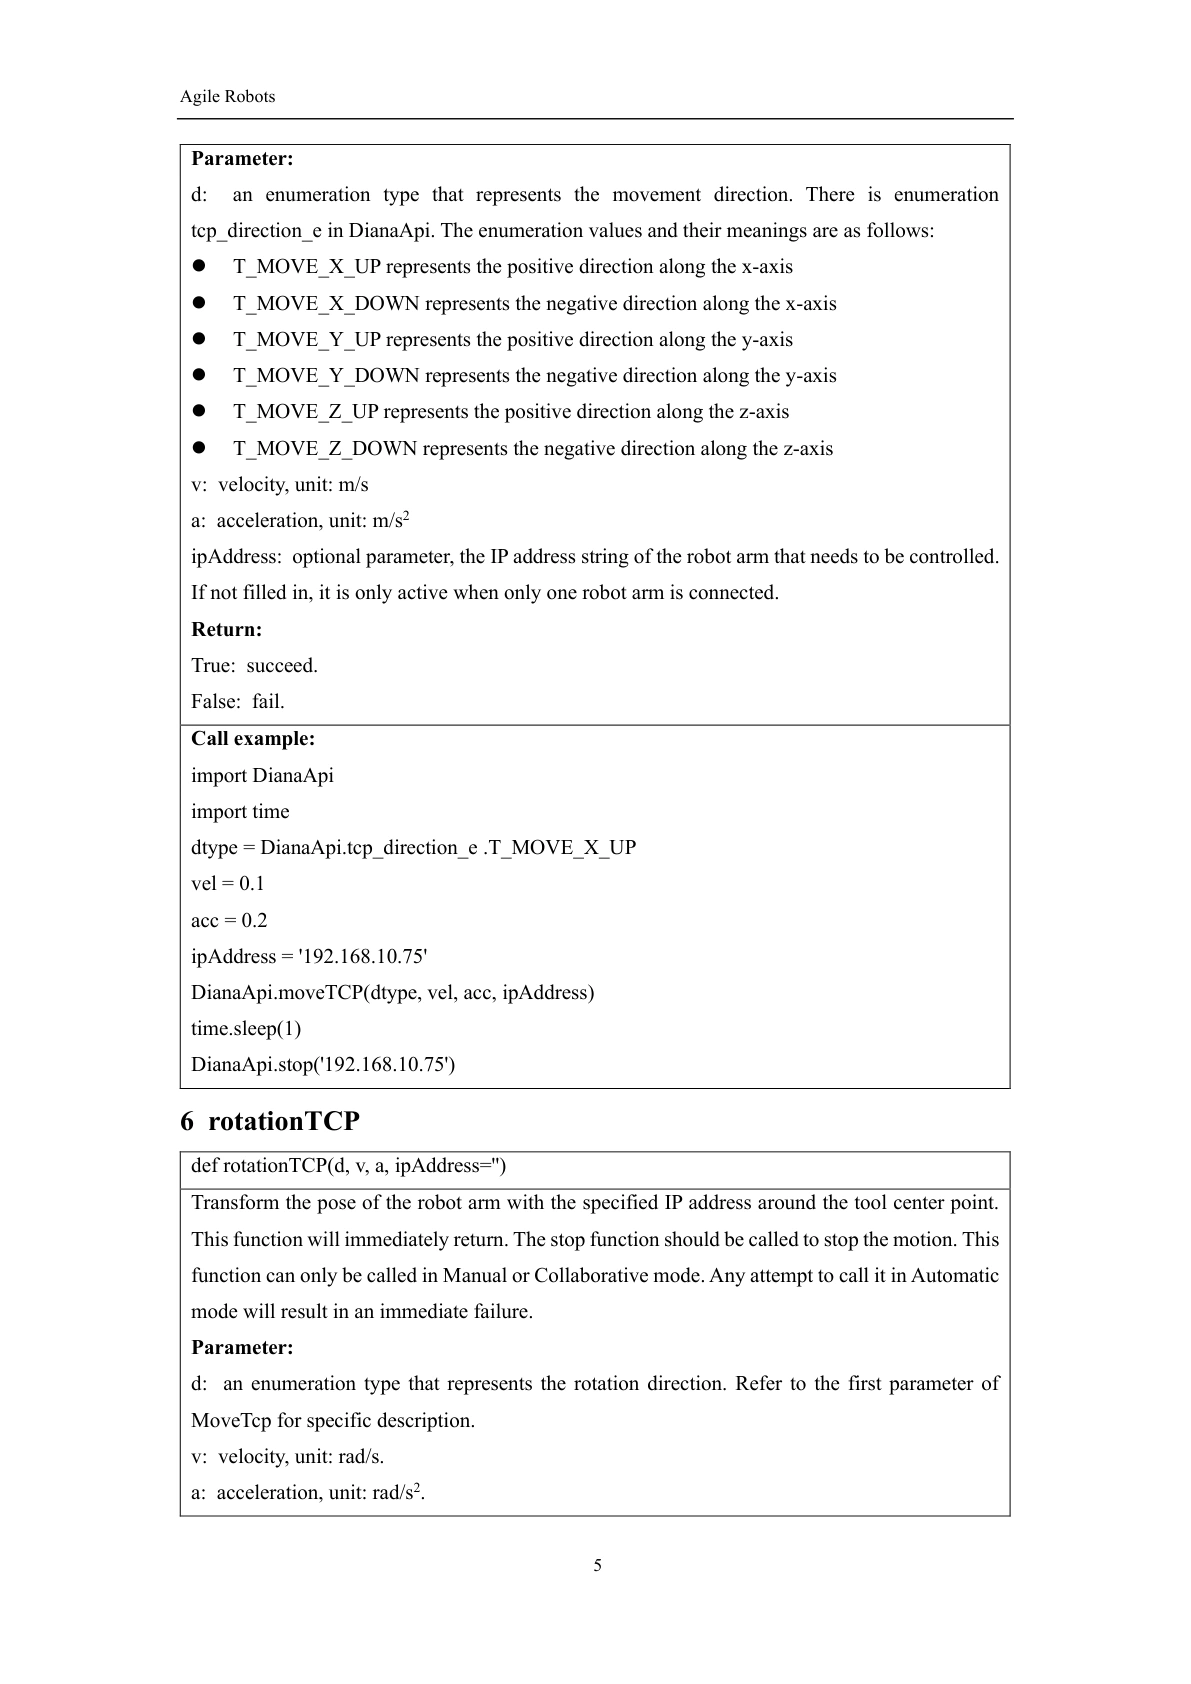 Agile Robots
Parameter:
d: an enumeration type that represents the movement direction. There is enumeration
tcp_direction_e in DianaApi. The enumeration values and their meanings are as follows:
● T_MOVE_X_UP represents the positive direction along the x-axis
● T_MOVE_X_DOWN represents the negative direction along the x-axis
● T_MOVE_Y_UP represents the positive direction along the y-axis
● T_MOVE_Y_DOWN represents the negative direction along the y-axis
● T_MOVE_Z_UP represents the positive direction along the z-axis
● T_MOVE_Z_DOWN represents the negative direction along the z-axis
v: velocity, unit: m/s
a: acceleration, unit: m/s²
ipAddress: optional parameter, the IP address string of the robot arm that needs to be controlled.
If not filled in, it is only active when only one robot arm is connected.
Return:
True: succeed.
False: fail.
Call example:
import DianaApi
import time
dtype = DianaApi.tcp_direction_e .T_MOVE_X_UP
vel = 0.1
acc = 0.2
ipAddress = '192.168.10.75'
DianaApi.moveTCP(dtype, vel, acc, ipAddress)
time.sleep(1)
DianaApi.stop('192.168.10.75')
6 rotationTCP
def rotationTCP(d, v, a, ipAddress='')
Transform the pose of the robot arm with the specified IP address around the tool center point.
This function will immediately return. The stop function should be called to stop the motion. This
function can only be called in Manual or Collaborative mode. Any attempt to call it in Automatic
mode will result in an immediate failure.
Parameter:
d: an enumeration type that represents the rotation direction. Refer to the first parameter of
MoveTcp for specific description.
v: velocity, unit: rad/s.
a: acceleration, unit: rad/s².
5